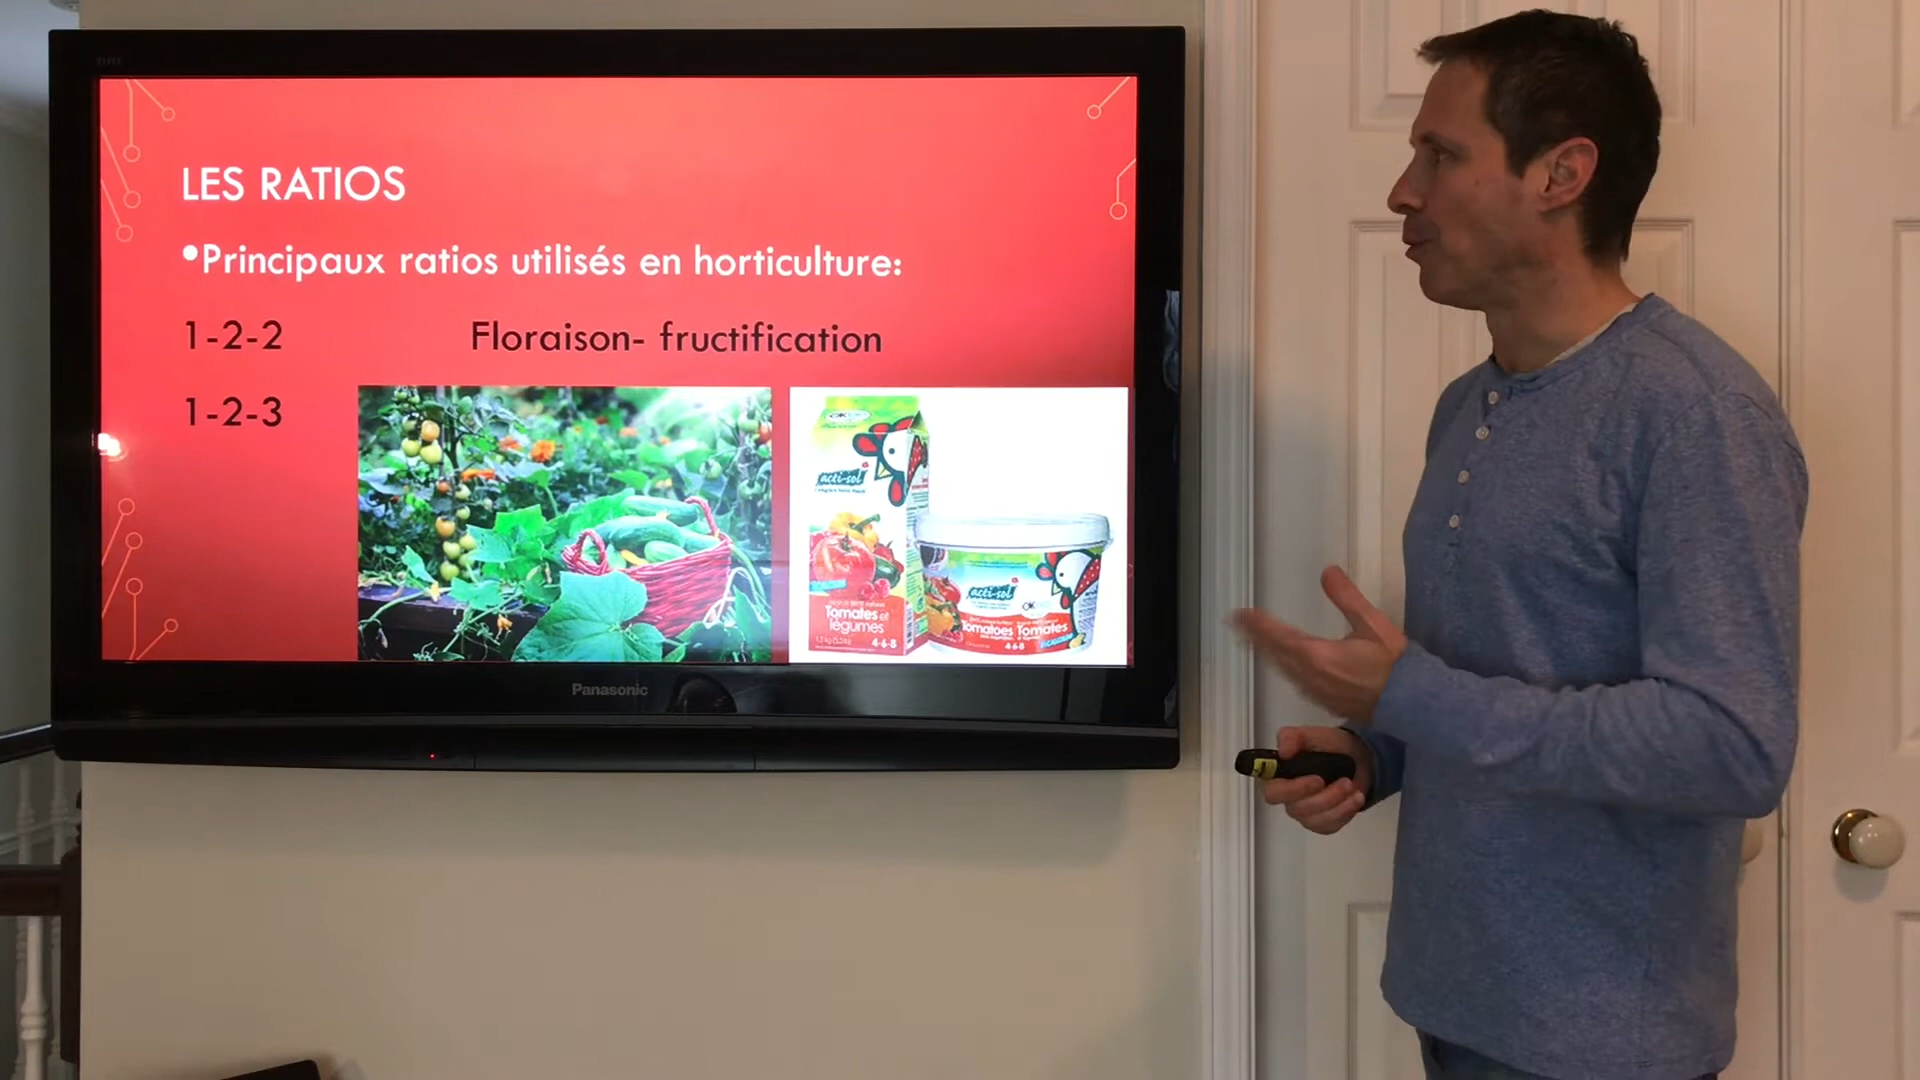 LES RATIOS
•Principaux ratios utilisés en horticulture:
1-2-2 Floraison- fructification
1-2-3
acti-sol
Tomates et
légumes
4-6-8
acti-sol
Tomatoes Tomates
4-6-8
Panasonic